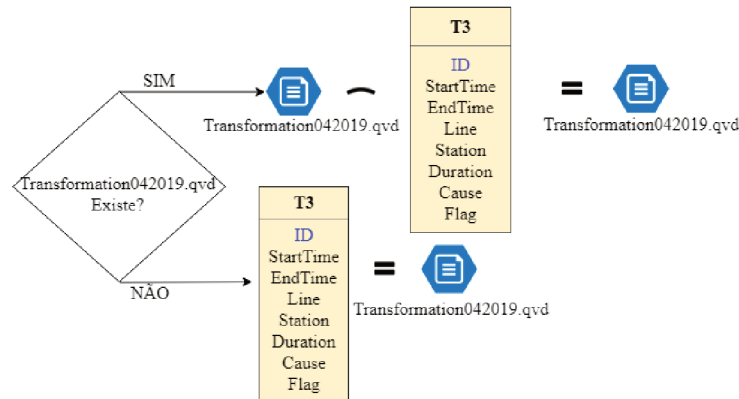 SIM
Transformation042019.qvd
Existe?
NÃO
Transformation042019.qvd
T3
ID
StartTime
EndTime
Line
Station
Duration
Cause
Flag
=
Transformation042019.qvd
T3
ID
StartTime
EndTime
Line
Station
Duration
Cause
Flag
=
Transformation042019.qvd